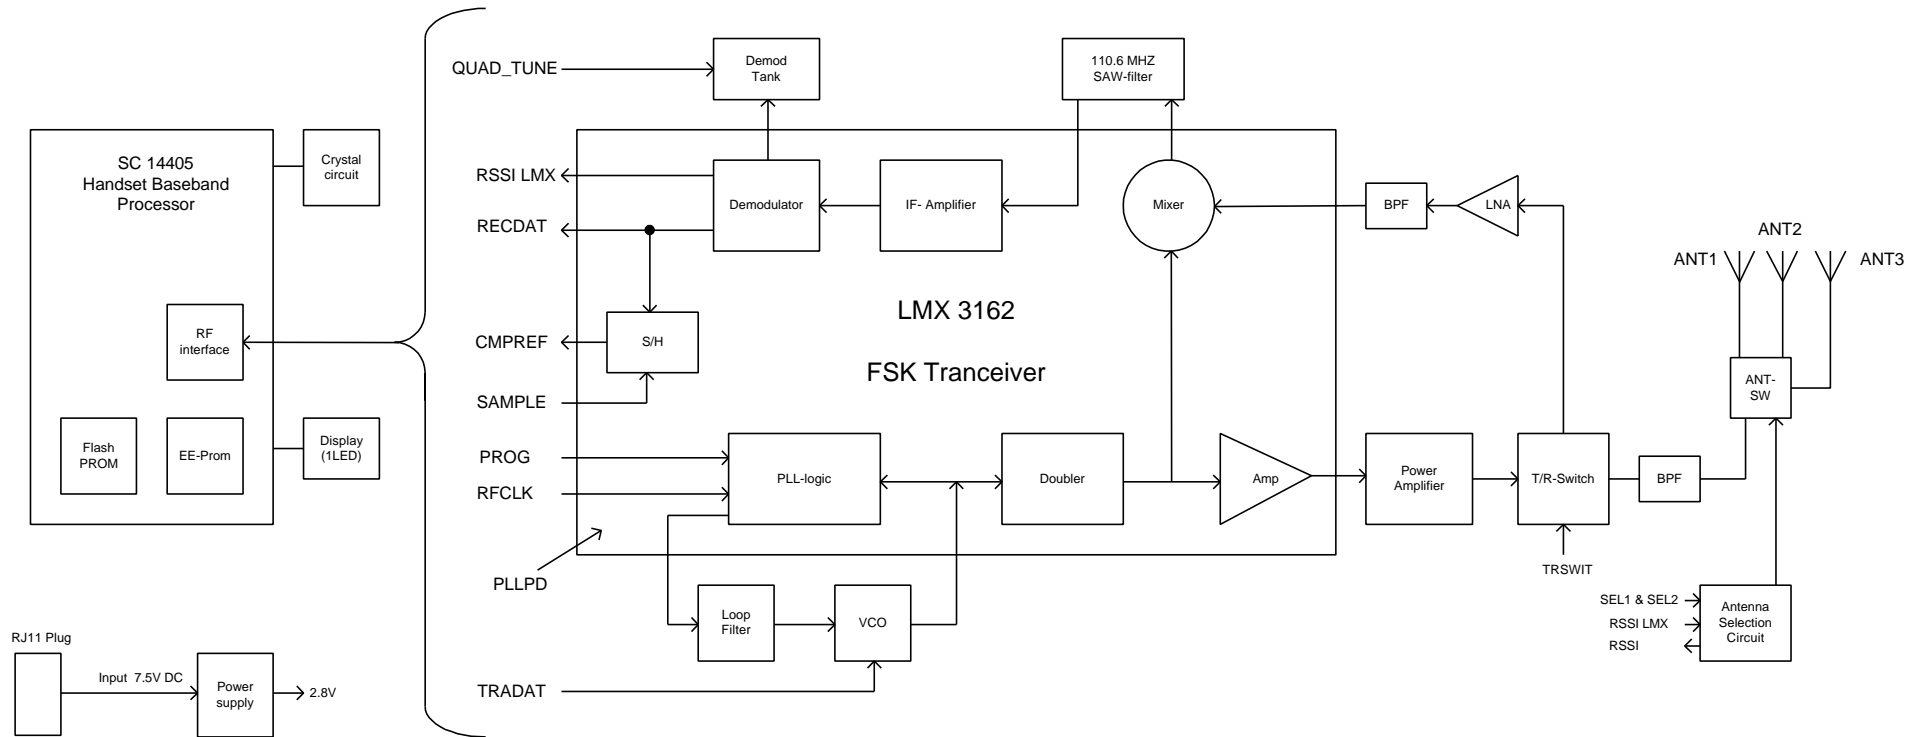 QUAD_TUNE
Demod
Tank
110.6 MHZ
SAW-filter
SC 14405
Handset Baseband
Processor
Crystal
circuit
RSSI LMX
Demodulator
IF- Amplifier
Mixer
BPF
LNA
RECDAT
ANT1
ANT2
ANT3
RF
interface
CMPREF
S/H
LMX 3162
FSK Tranceiver
SAMPLE
ANT-
SW
Flash
PROM
EE-Prom
Display
(1LED)
PROG
RFCLK
PLL-logic
Doubler
Amp
Power
Amplifier
T/R-Switch
BPF
PLLPD
TRSWIT
Loop
Filter
VCO
SEL1 & SEL2
RSSI LMX
RSSI
Antenna
Selection
Circuit
RJ11 Plug
Input 7.5V DC
Power
supply
2.8V
TRADAT